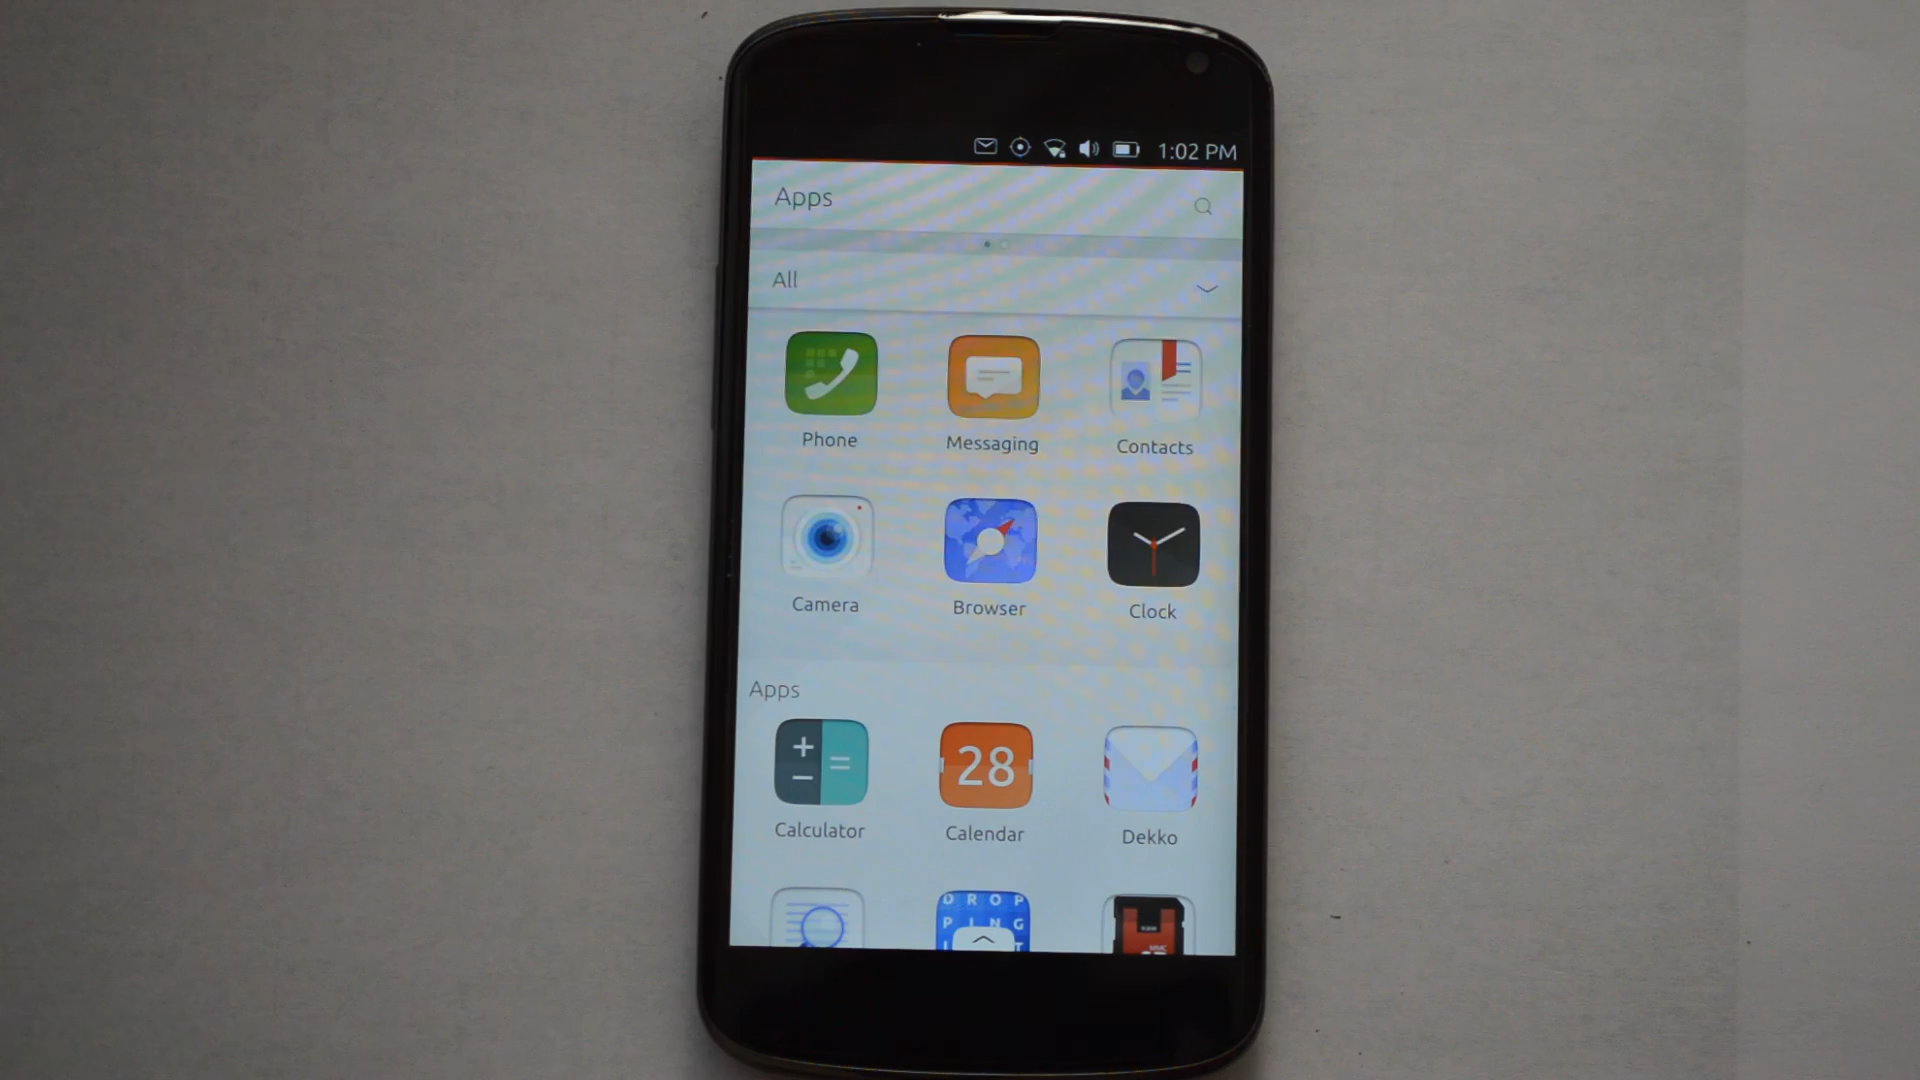 1:02 PM
Apps
All
Phone
Messaging
Contacts
Camera
Browser
Clock
Apps
28
Calculator
Calendar
Dekko
D R O P
P I N G
T